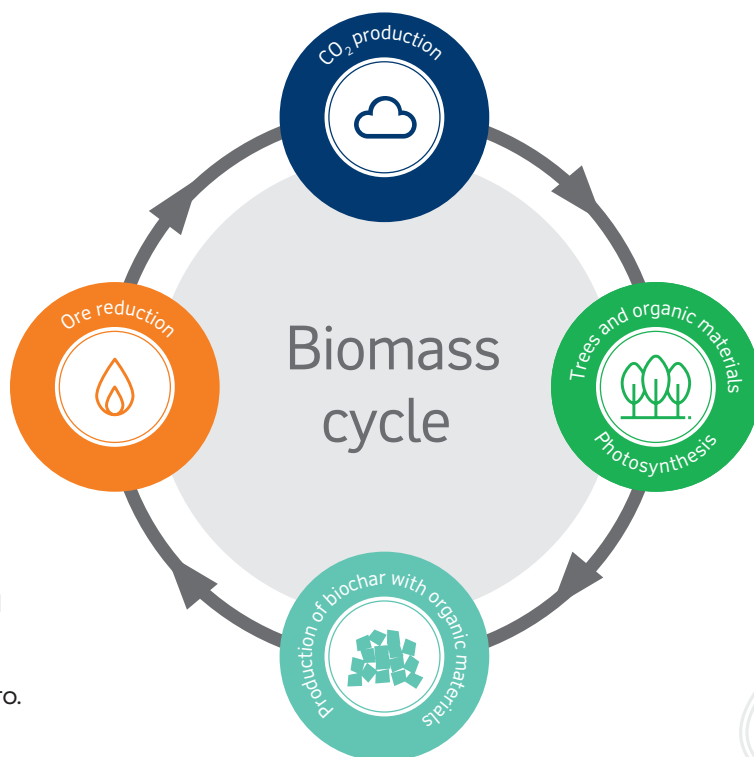 CO₂ production
Ore reduction
Trees and organic materials
Photosynthesis
Biomass
cycle
Production of biochar with organic materials